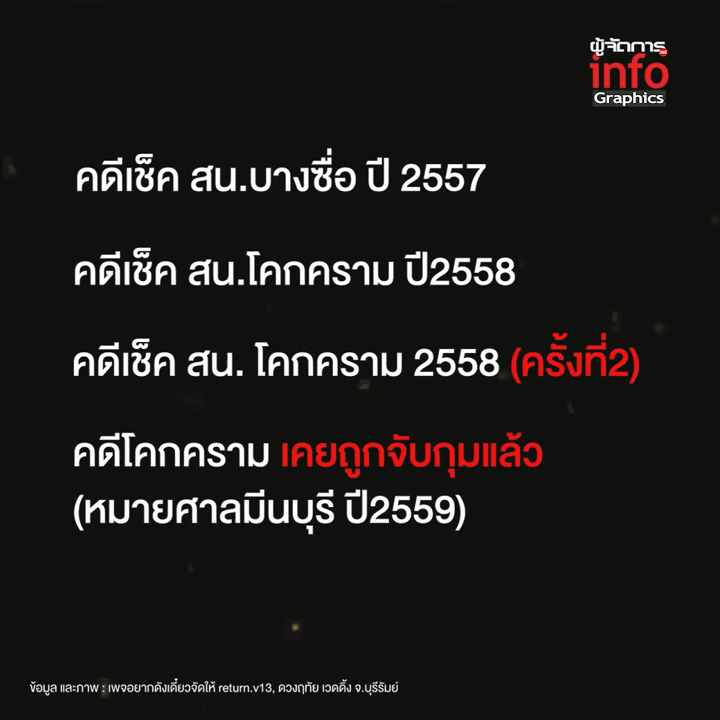 ผู้จัดการ
info
Graphics
คดีเช็ค สน.บางซื่อ ปี 2557
คดีเช็ค สน.โคกคราม ปี2558
คดีเช็ค สน. โคกคราม 2558 (ครั้งที่2)
คดีโคกคราม เคยถูกจับกุมแล้ว
(หมายศาลมีนบุรี ปี2559)
ข้อมูล และภาพ : เพจอยากดังเดี๋ยวจัดให้ return.v13, ดวงฤทัย เวดดิ้ง จ.บุรีรัมย์